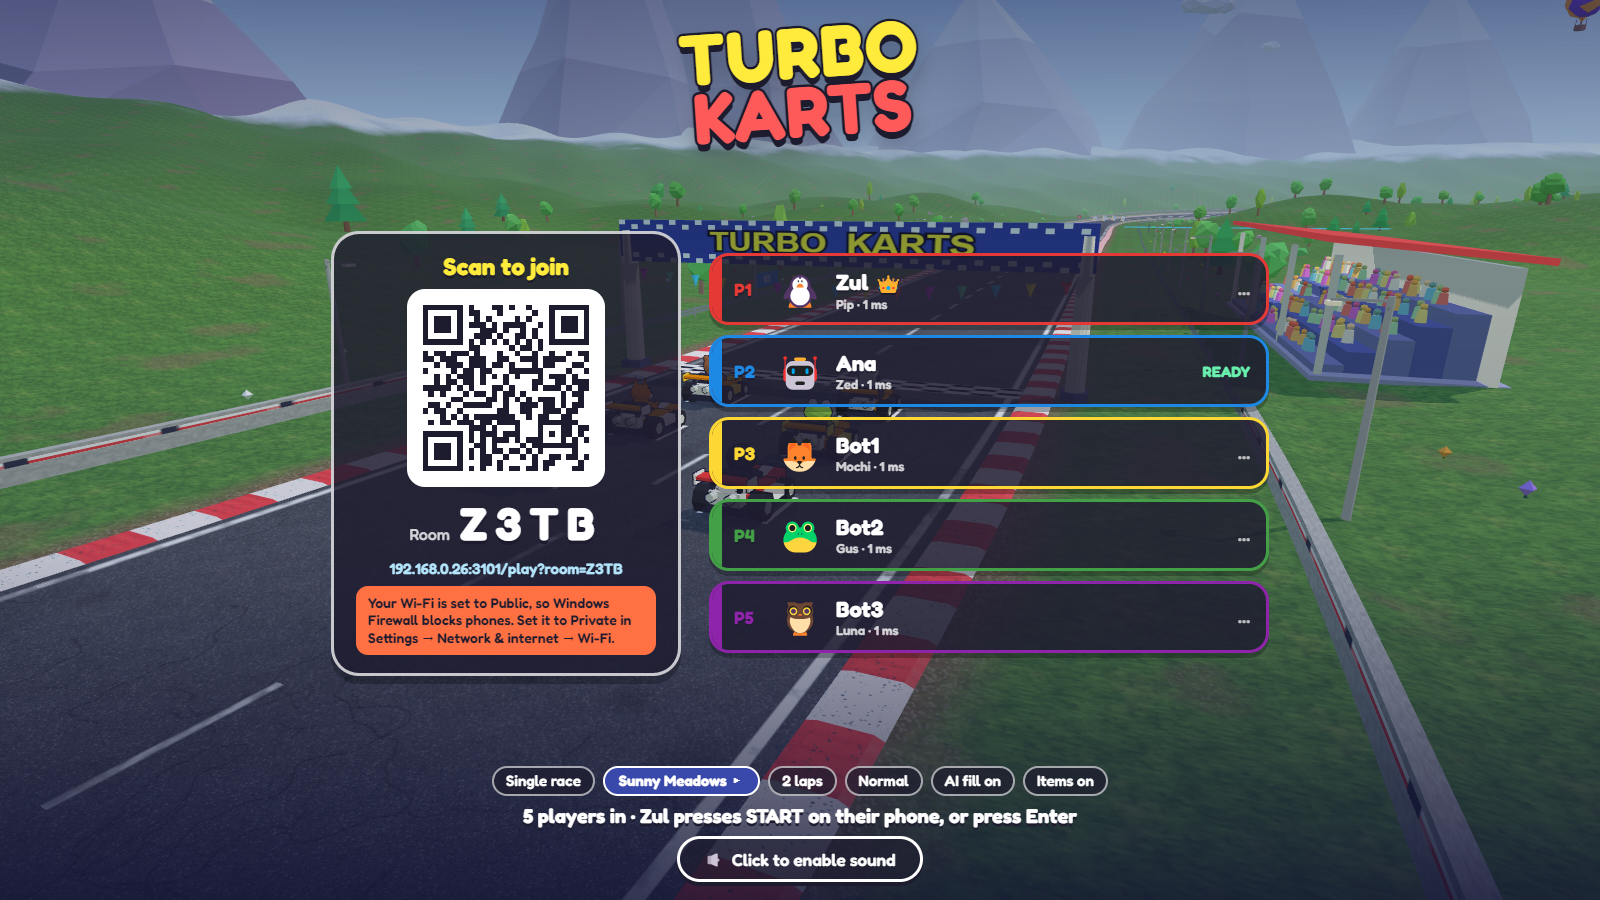 TURBO
KARTS
TURBO KARTS
Scan to join
Room Z3TB
192.168.0.26:3101/play?room=Z3TB
Your Wi-Fi is set to Public, so Windows
Firewall blocks phones. Set it to Private in
Settings → Network & internet → Wi-Fi.
P1
Zul
Pip · 1 ms
...
P2
Ana
Zed · 1 ms
READY
P3
Bot1
Mochi · 1 ms
...
P4
Bot2
Gus · 1 ms
...
P5
Bot3
Luna · 1 ms
...
Single race
Sunny Meadows ▸
2 laps
Normal
AI fill on
Items on
5 players in · Zul presses START on their phone, or press Enter
Click to enable sound